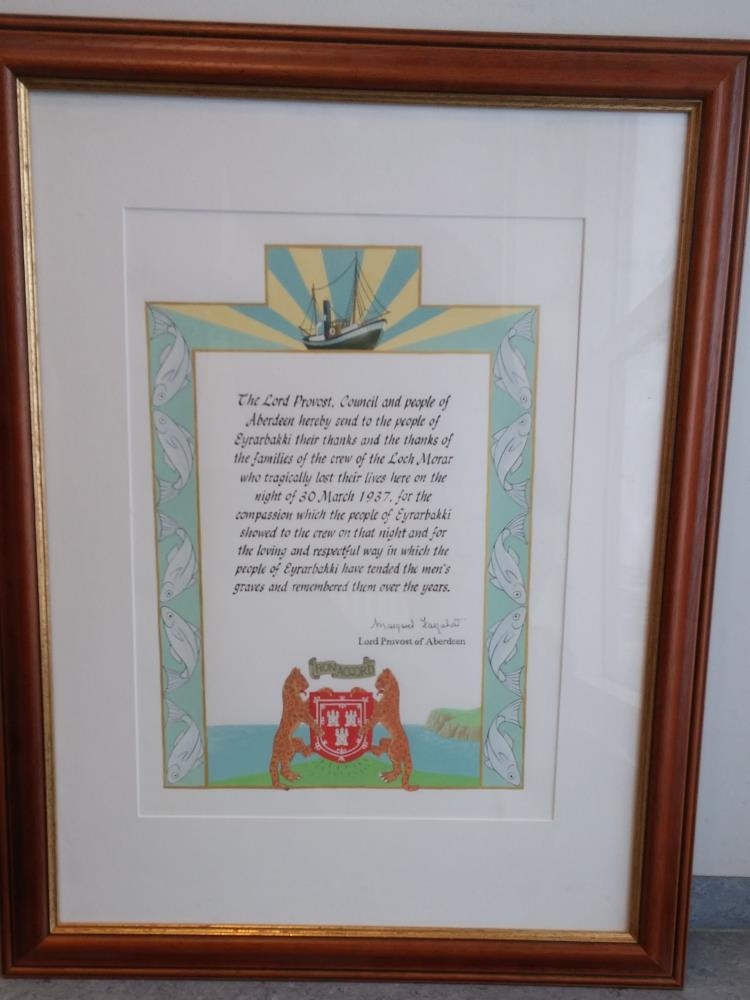 The Lord Provost, Council and people of
Aberdeen hereby send to the people of
Eyrarbakki their thanks and the thanks of
the families of the crew of the Loch Morar
who tragically lost their lives here on the
night of 30 March 1937, for the
compassion which the people of Eyrarbakki
showed to the crew on that night and for
the loving and respectful way in which the
people of Eyrarbakki have tended the men's
graves and remembered them over the years.
Margaret
Lord Provost of Aberdeen
BON ACCORD